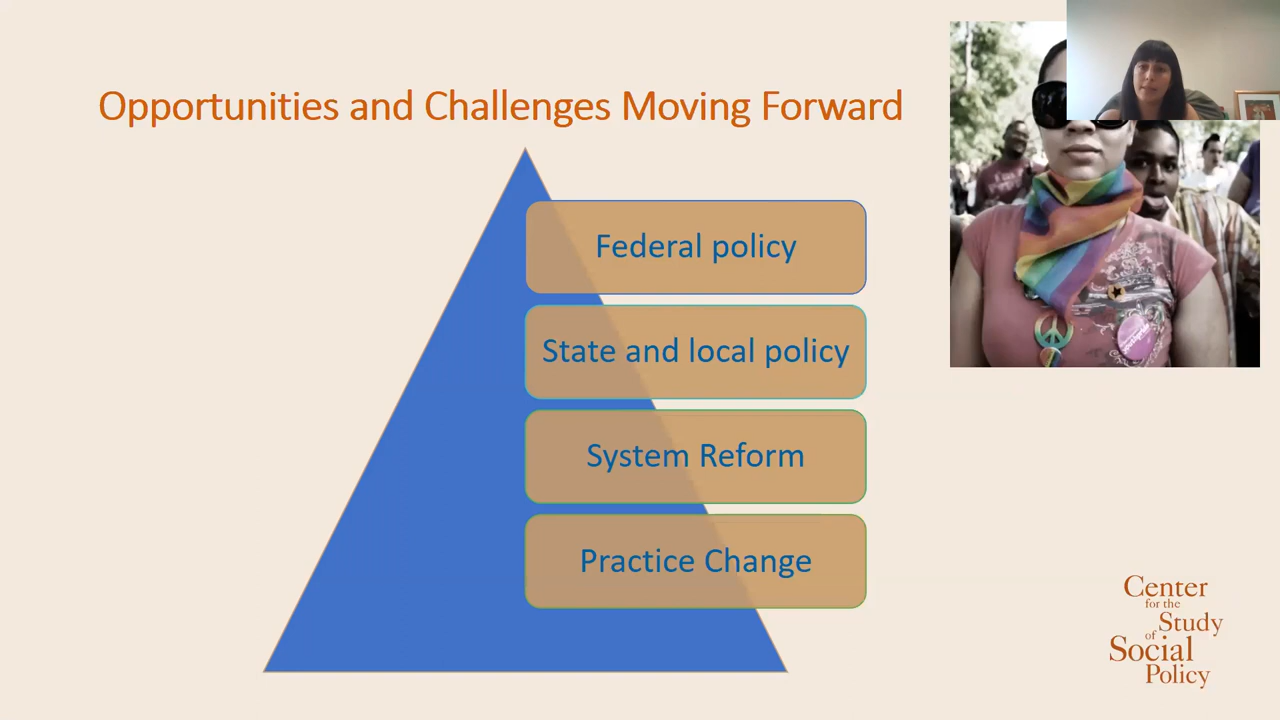 Opportunities and Challenges Moving Forward
Federal policy
State and local policy
System Reform
Practice Change
Center
for the
Study
of
Social
Policy